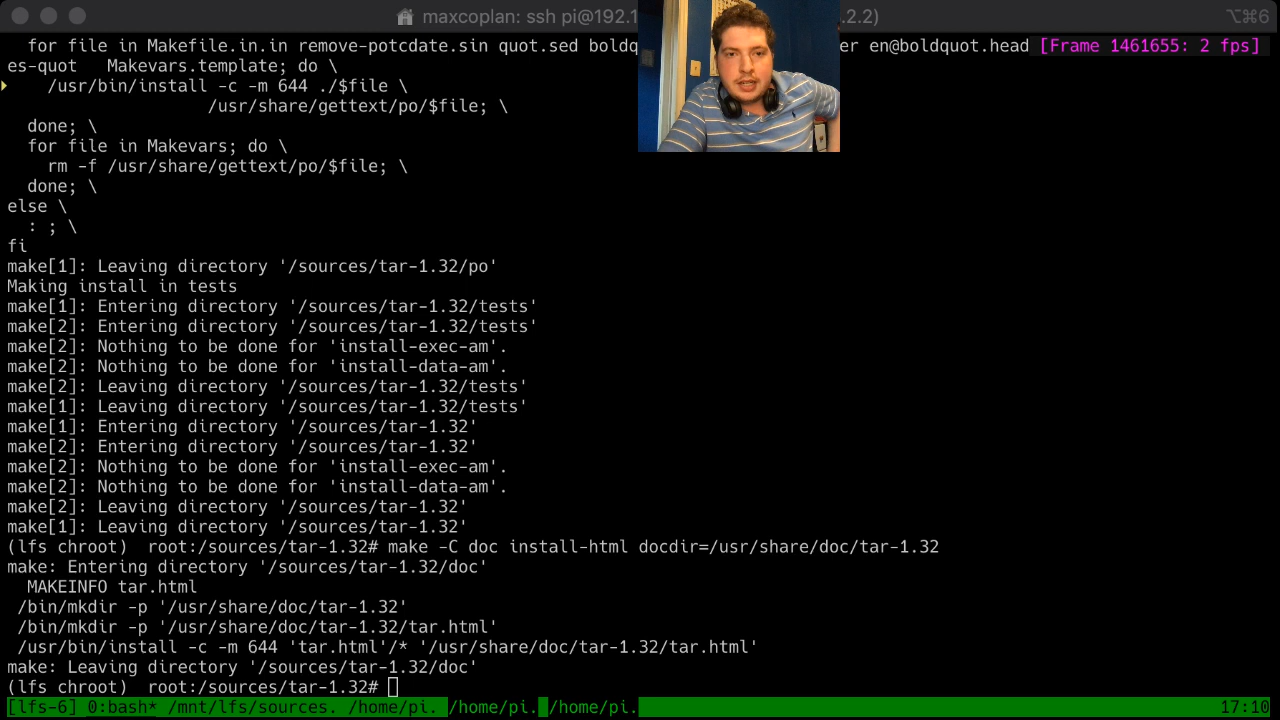 maxcoplan: ssh pi@192.1 .2.2) ⌥⌘6
for file in Makefile.in.in remove-potcdate.sin quot.sed boldq er en@boldquot.head [Frame 1461655: 2 fps]
es-quot   Makevars.template; do \
/usr/bin/install -c -m 644 ./$file \
/usr/share/gettext/po/$file; \
done; \
for file in Makevars; do \
rm -f /usr/share/gettext/po/$file; \
done; \
else \
: ; \
fi
make[1]: Leaving directory '/sources/tar-1.32/po'
Making install in tests
make[1]: Entering directory '/sources/tar-1.32/tests'
make[2]: Entering directory '/sources/tar-1.32/tests'
make[2]: Nothing to be done for 'install-exec-am'.
make[2]: Nothing to be done for 'install-data-am'.
make[2]: Leaving directory '/sources/tar-1.32/tests'
make[1]: Leaving directory '/sources/tar-1.32/tests'
make[1]: Entering directory '/sources/tar-1.32'
make[2]: Entering directory '/sources/tar-1.32'
make[2]: Nothing to be done for 'install-exec-am'.
make[2]: Nothing to be done for 'install-data-am'.
make[2]: Leaving directory '/sources/tar-1.32'
make[1]: Leaving directory '/sources/tar-1.32'
(lfs chroot)  root:/sources/tar-1.32# make -C doc install-html docdir=/usr/share/doc/tar-1.32
make: Entering directory '/sources/tar-1.32/doc'
MAKEINFO tar.html
/bin/mkdir -p '/usr/share/doc/tar-1.32'
/bin/mkdir -p '/usr/share/doc/tar-1.32/tar.html'
/usr/bin/install -c -m 644 'tar.html'/* '/usr/share/doc/tar-1.32/tar.html'
make: Leaving directory '/sources/tar-1.32/doc'
(lfs chroot)  root:/sources/tar-1.32#
[lfs-6] 0:bash* /mnt/lfs/sources. /home/pi. /home/pi. /home/pi. 17:10